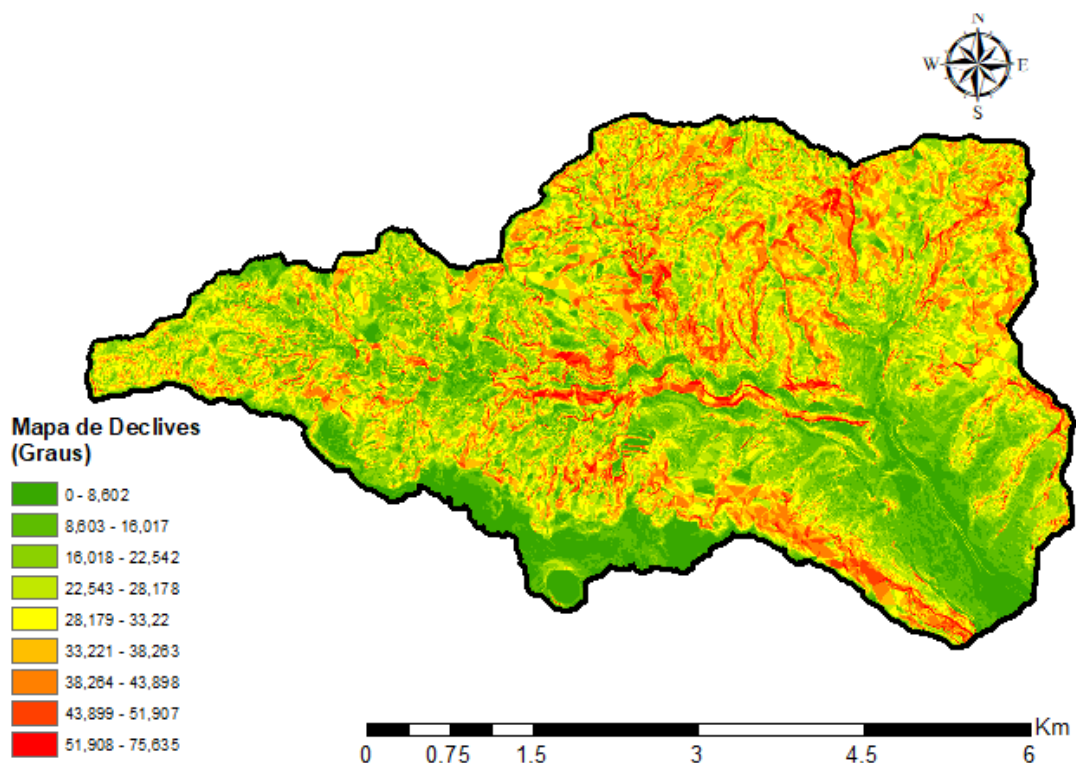 N
W E
S
Mapa de Declives
(Graus)
0 - 8,602
8,603 - 16,017
16,018 - 22,542
22,543 - 28,178
28,179 - 33,22
33,221 - 38,263
38,264 - 43,898
43,899 - 51,907
51,908 - 75,635
Km
0 0.75 1.5 3 4.5 6